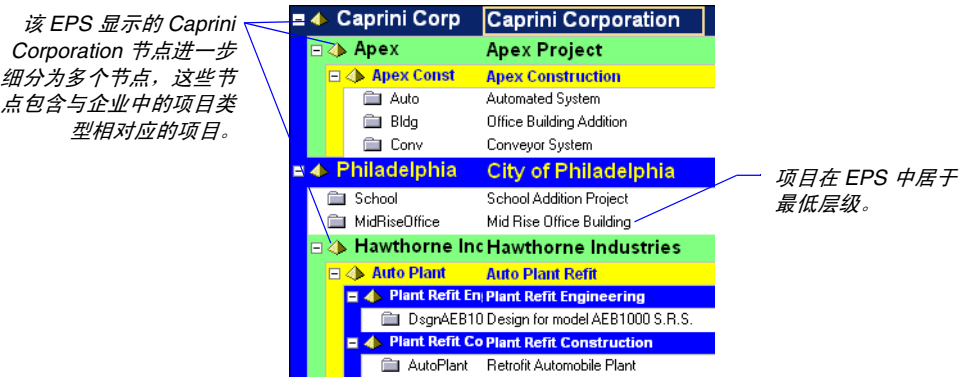 该 EPS 显示的 Caprini
Corporation 节点进一步
细分为多个节点，这些节
点包含与企业中的项目类
型相对应的项目。
Caprini Corp Caprini Corporation
Apex Apex Project
Apex Const Apex Construction
Auto Automated System
Bldg Office Building Addition
Conv Conveyor System
Philadelphia City of Philadelphia
School School Addition Project
MidRiseOffice Mid Rise Office Building
Hawthorne Inc Hawthorne Industries
Auto Plant Auto Plant Refit
Plant Refit En Plant Refit Engineering
DsgnAEB10 Design for model AEB1000 S.R.S.
Plant Refit Co Plant Refit Construction
AutoPlant Retrofit Automobile Plant
项目在 EPS 中居于
最低层级。